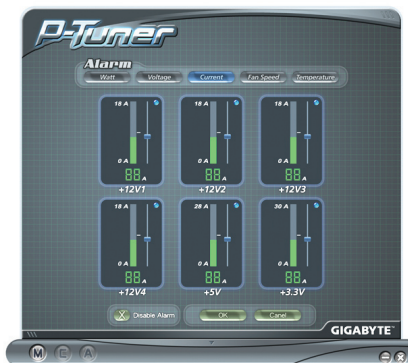 P-Tuner
Alarm
Watt Voltage Current Fan Speed Temperature
18 A 18 A 18 A
0 A 0 A 0 A
88 A 88 A 88 A
+12V1 +12V2 +12V3
18 A 28 A 30 A
0 A 0 A 0 A
88 A 88 A 88 A
+12V4 +5V +3.3V
X Disable Alarm OK Canel
GIGABYTE
M E A